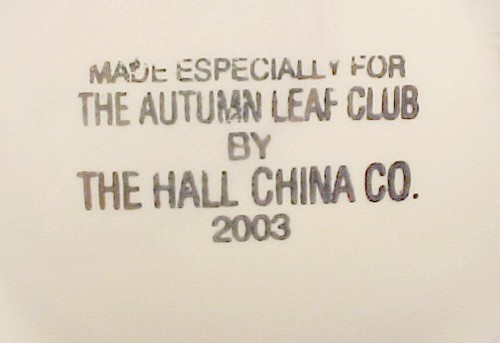 MADE ESPECIALLY FOR
THE AUTUMN LEAF CLUB
BY
THE HALL CHINA CO.
2003